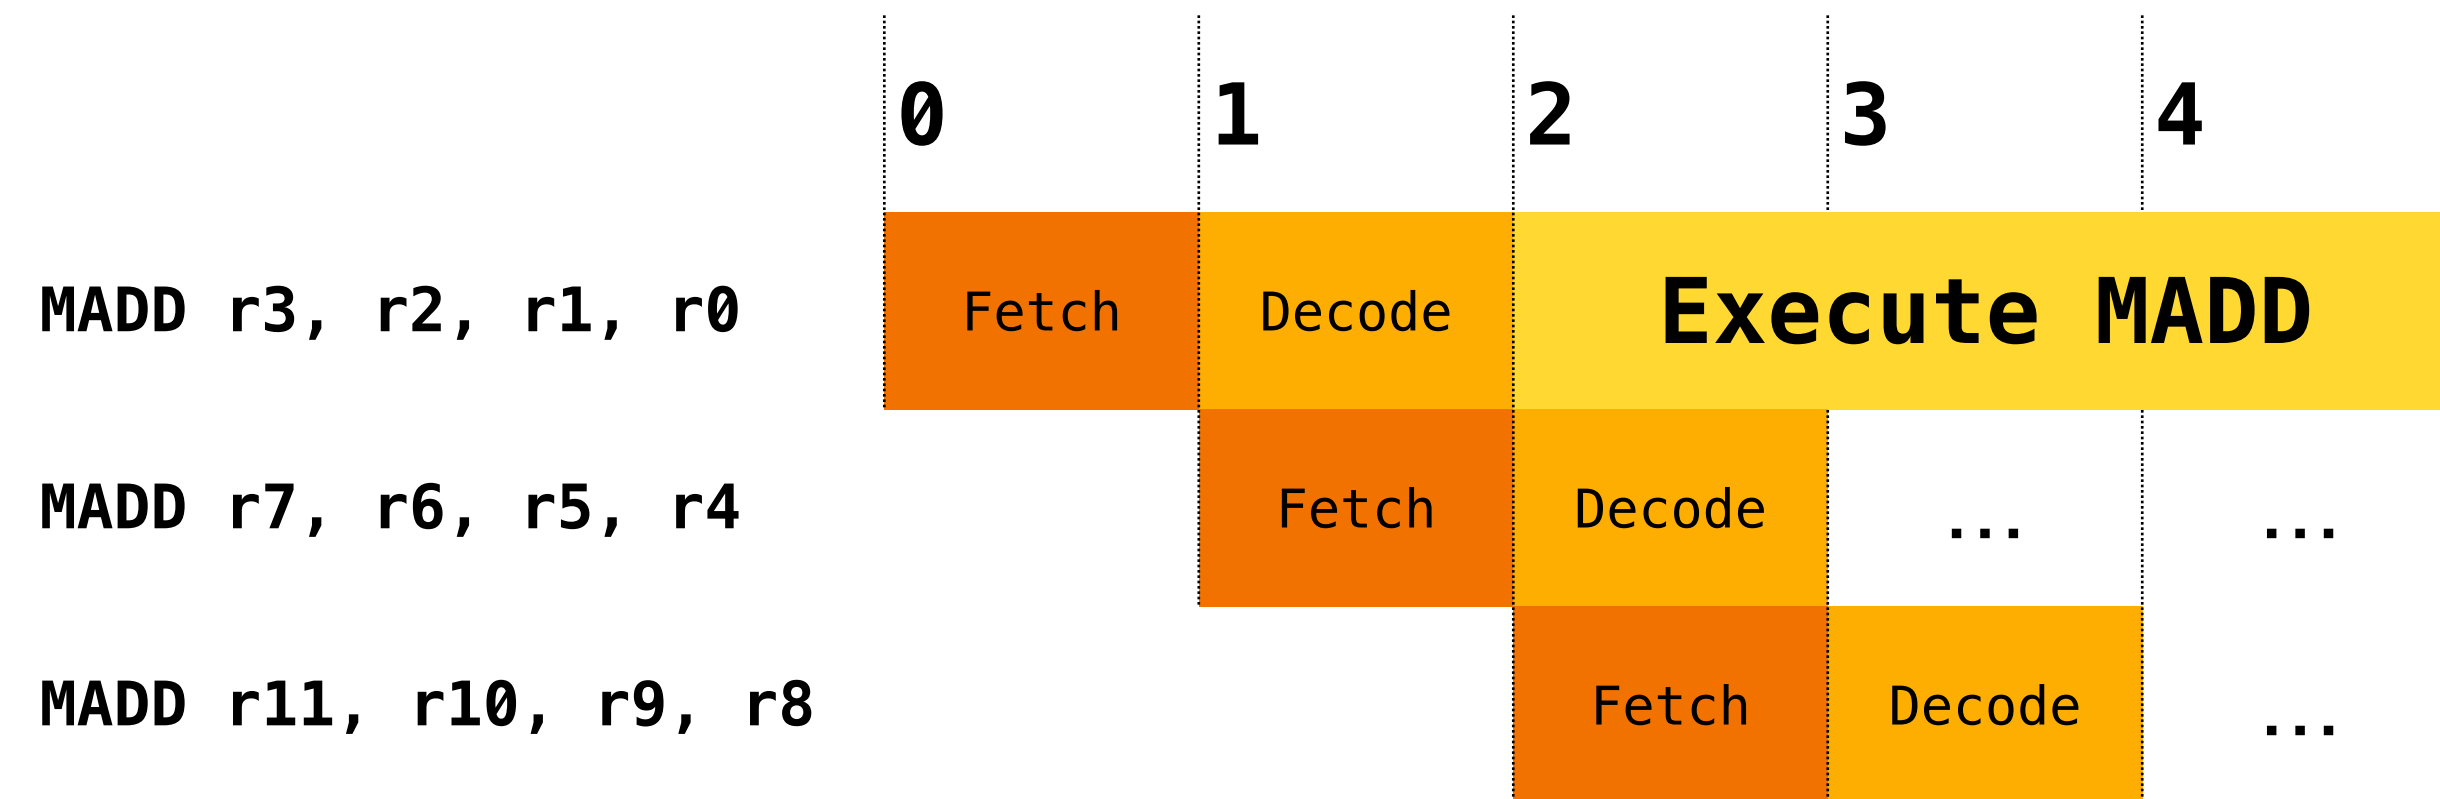 0 1 2 3 4
MADD r3, r2, r1, r0 Fetch Decode Execute MADD
MADD r7, r6, r5, r4 Fetch Decode ... ...
MADD r11, r10, r9, r8 Fetch Decode ...